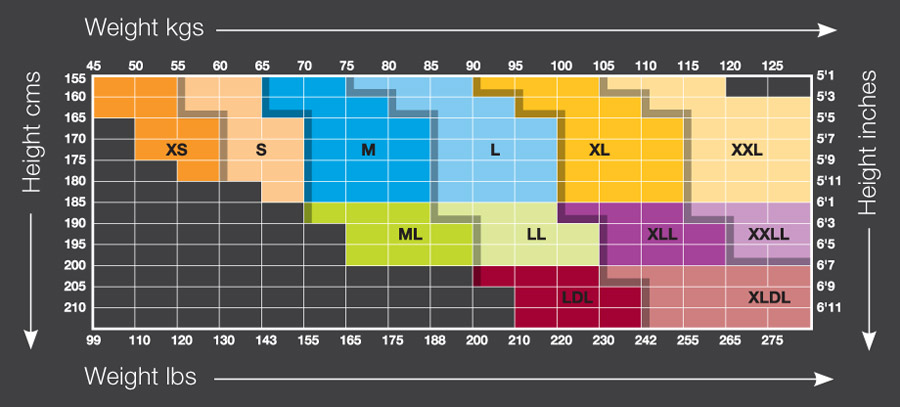 Weight kgs
45 50 55 60 65 70 75 80 85 90 95 100 105 110 115 120 125
Height cms
Height inches
155 5'1
160 5'3
165 5'5
170 5'7
XS S M L XL XXL
175 5'9
180 5'11
185 6'1
190 6'3
ML LL XLL XXLL
195 6'5
200 6'7
205 6'9
LDL XLDL
210 6'11
99 110 120 130 143 155 165 175 188 200 210 220 230 242 255 265 275
Weight lbs